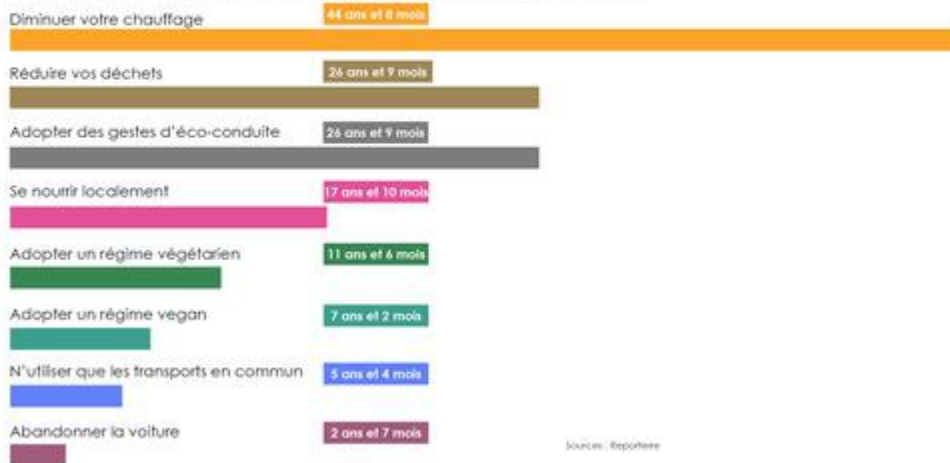 Diminuer votre chauffage
44 ans et 8 mois
Réduire vos déchets
26 ans et 9 mois
Adopter des gestes d'éco-conduite
26 ans et 9 mois
Se nourrir localement
17 ans et 10 mois
Adopter un régime végétarien
11 ans et 6 mois
Adopter un régime vegan
7 ans et 2 mois
N'utiliser que les transports en commun
5 ans et 4 mois
Abandonner la voiture
2 ans et 7 mois
Sources : Reporterre